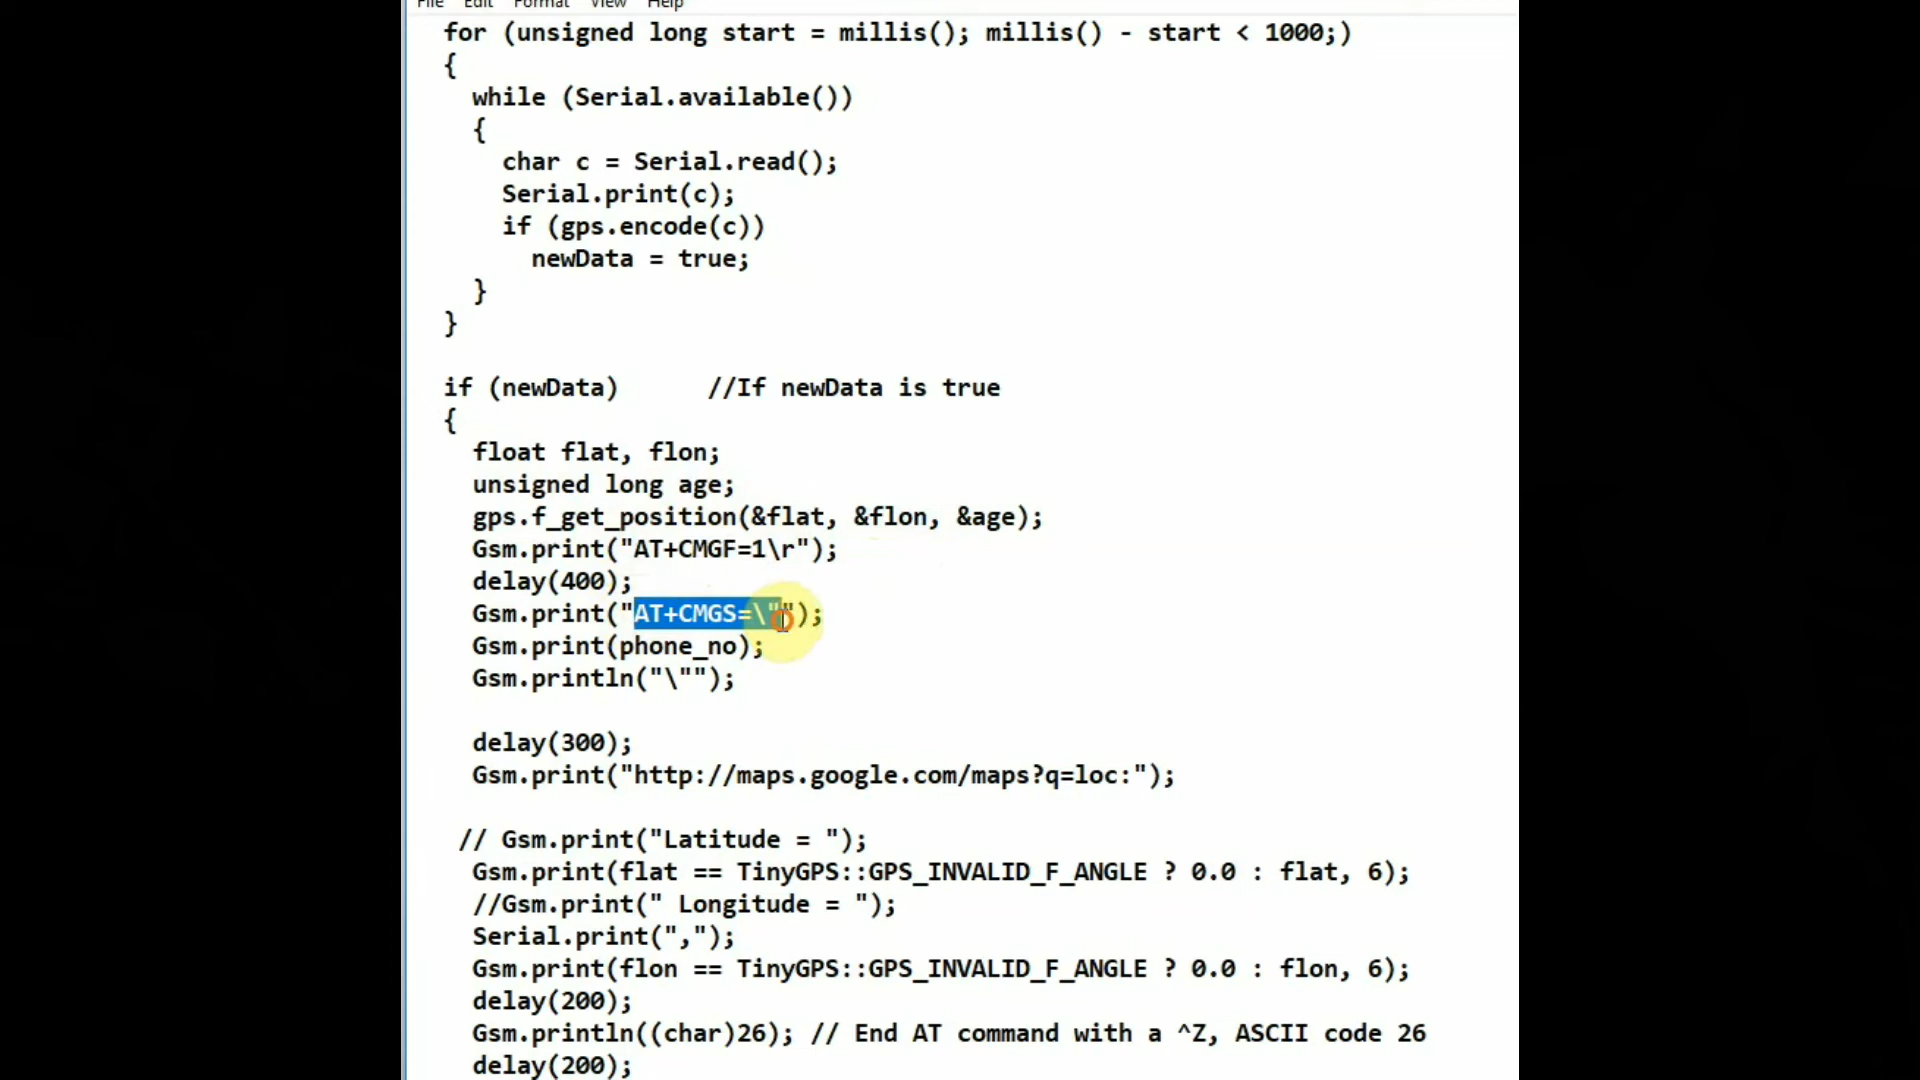 File Edit Format View Help
for (unsigned long start = millis(); millis() - start < 1000;)
{
while (Serial.available())
{
char c = Serial.read();
Serial.print(c);
if (gps.encode(c))
newData = true;
}
}
if (newData) //If newData is true
{
float flat, flon;
unsigned long age;
gps.f_get_position(&flat, &flon, &age);
Gsm.print("AT+CMGF=1\r");
delay(400);
Gsm.print("AT+CMGS=\"");
Gsm.print(phone_no);
Gsm.println("\"");
delay(300);
Gsm.print("http://maps.google.com/maps?q=loc:");
// Gsm.print("Latitude = ");
Gsm.print(flat == TinyGPS::GPS_INVALID_F_ANGLE ? 0.0 : flat, 6);
//Gsm.print(" Longitude = ");
Serial.print(",");
Gsm.print(flon == TinyGPS::GPS_INVALID_F_ANGLE ? 0.0 : flon, 6);
delay(200);
Gsm.println((char)26); // End AT command with a ^Z, ASCII code 26
delay(200);